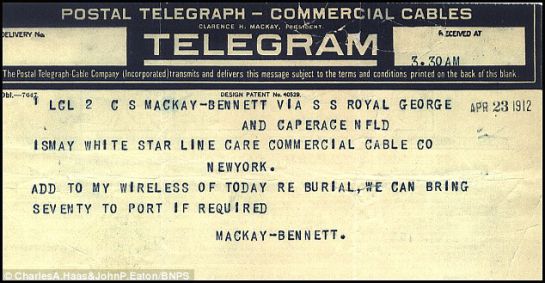 POSTAL TELEGRAPH – COMMERCIAL CABLES
CLARENCE H. MACKAY, PRESIDENT.
DELIVERY No.
TELEGRAM
RECEIVED AT
3.30AM
The Postal Telegraph-Cable Company (Incorporated) transmits and delivers this message subject to the terms and conditions printed on the back of this blank.
DESIGN PATENT No. 40529.
1 LCL 2 C S MACKAY-BENNETT VIA S S ROYAL GEORGE
APR 23 1912
AND CAPERACE NFLD
ISMAY WHITE STAR LINE CARE COMMERCIAL CABLE CO
NEWYORK.
ADD TO MY WIRELESS OF TODAY RE BURIAL,WE CAN BRING
SEVENTY TO PORT IF REQUIRED
MACKAY-BENNETT.
© CharlesA.Haas&JohnP.Eaton/BNPS